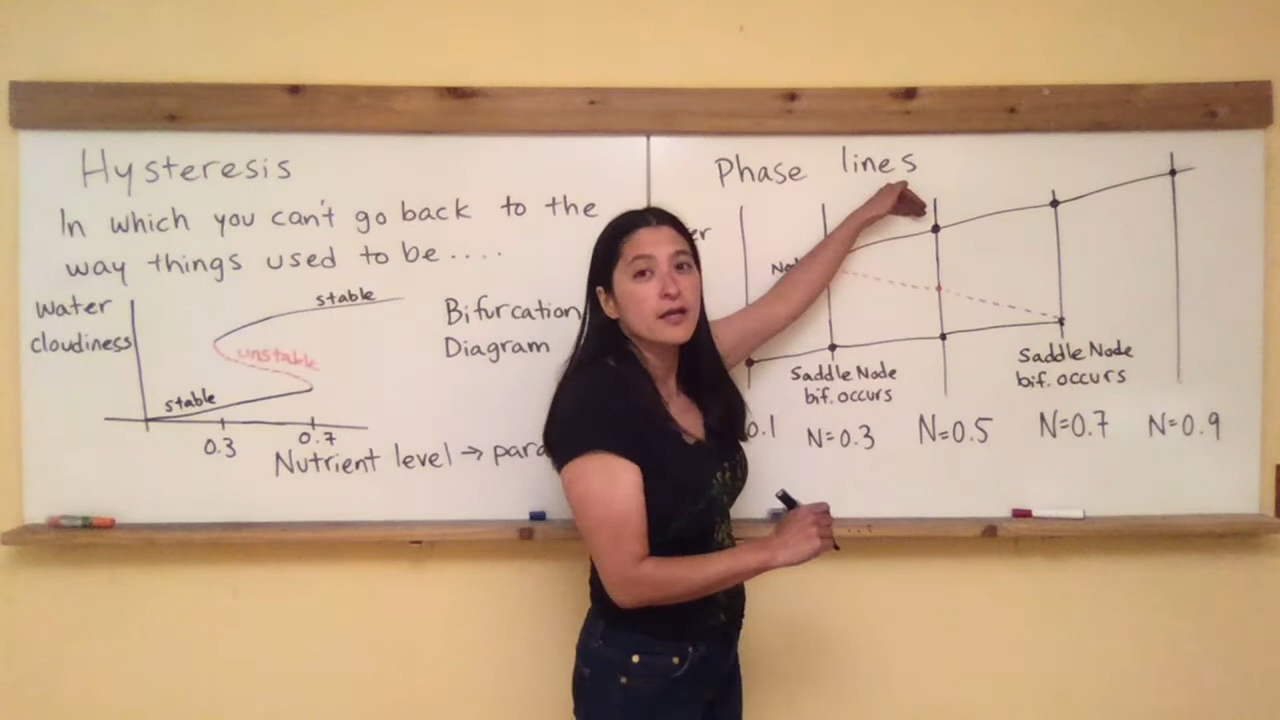 Hysteresis
In which you can't go back to the
way things used to be....
water
cloudiness
stable
unstable
stable
0.3
0.7
Nutrient level →
Bifurcation
Diagram
Phase lines
Saddle Node
bif. occurs
Saddle Node
bif. occurs
0.1
N=0.3
N=0.5
N=0.7
N=0.9